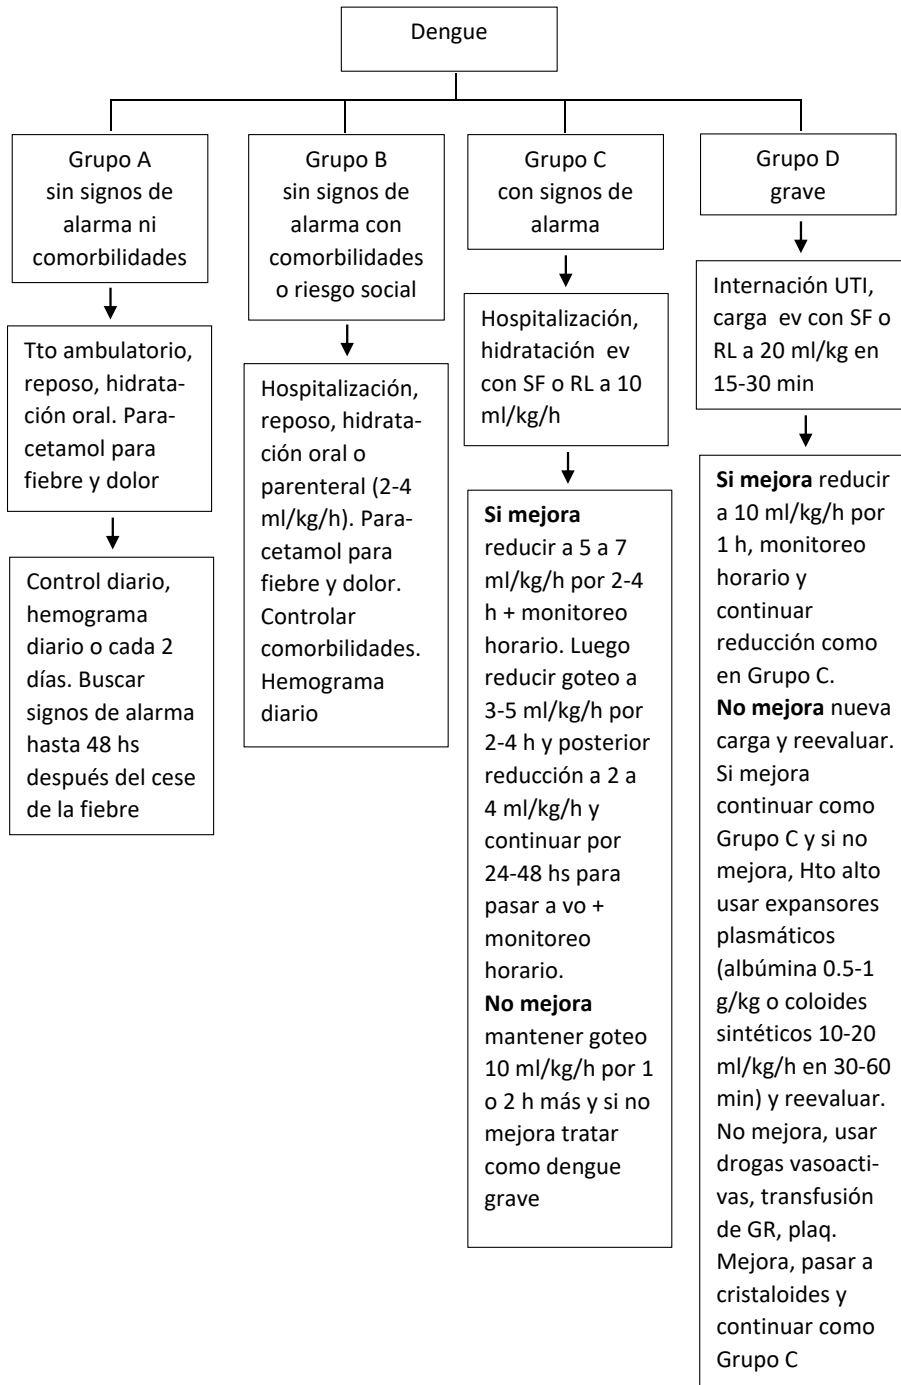 Dengue
Grupo A
sin signos de
alarma ni
comorbilidades
Tto ambulatorio,
reposo, hidrata-
ción oral. Para-
cetamol para
fiebre y dolor
Control diario,
hemograma
diario o cada 2
días. Buscar
signos de alarma
hasta 48 hs
después del cese
de la fiebre
Grupo B
sin signos de
alarma con
comorbilidades
o riesgo social
Hospitalización,
reposo, hidrata-
ción oral o
parenteral (2-4
ml/kg/h). Para-
cetamol para
fiebre y dolor.
Controlar
comorbilidades.
Hemograma
diario
Grupo C
con signos de
alarma
Hospitalización,
hidratación ev
con SF o RL a 10
ml/kg/h
Si mejora
reducir a 5 a 7
ml/kg/h por 2-4
h + monitoreo
horario. Luego
reducir goteo a
3-5 ml/kg/h por
2-4 h y posterior
reducción a 2 a
4 ml/kg/h y
continuar por
24-48 hs para
pasar a vo +
monitoreo
horario.
No mejora
mantener goteo
10 ml/kg/h por 1
o 2 h más y si no
mejora tratar
como dengue
grave
Grupo D
grave
Internación UTI,
carga ev con SF o
RL a 20 ml/kg en
15-30 min
Si mejora reducir
a 10 ml/kg/h por
1 h, monitoreo
horario y
continuar
reducción como
en Grupo C.
No mejora nueva
carga y reevaluar.
Si mejora
continuar como
Grupo C y si no
mejora, Hto alto
usar expansores
plasmáticos
(albúmina 0.5-1
g/kg o coloides
sintéticos 10-20
ml/kg/h en 30-60
min) y reevaluar.
No mejora, usar
drogas vasoacti-
vas, transfusión
de GR, plaq.
Mejora, pasar a
cristaloides y
continuar como
Grupo C